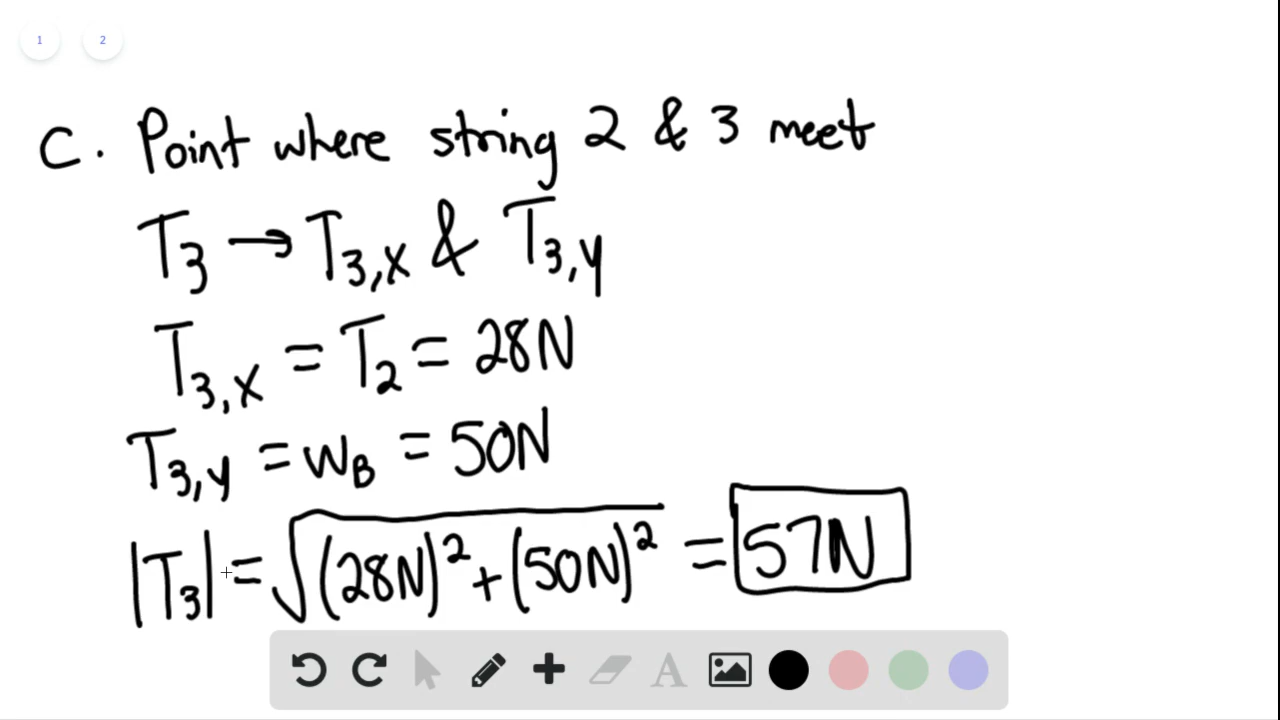 1 2
C. Point where string 2 & 3 meet
T₃ → T₃,ₓ & T₃,y
T₃,ₓ = T₂ = 28N
T₃,y = W_B = 50N
|T₃| = √(28N)² + (50N)² = 57N
A